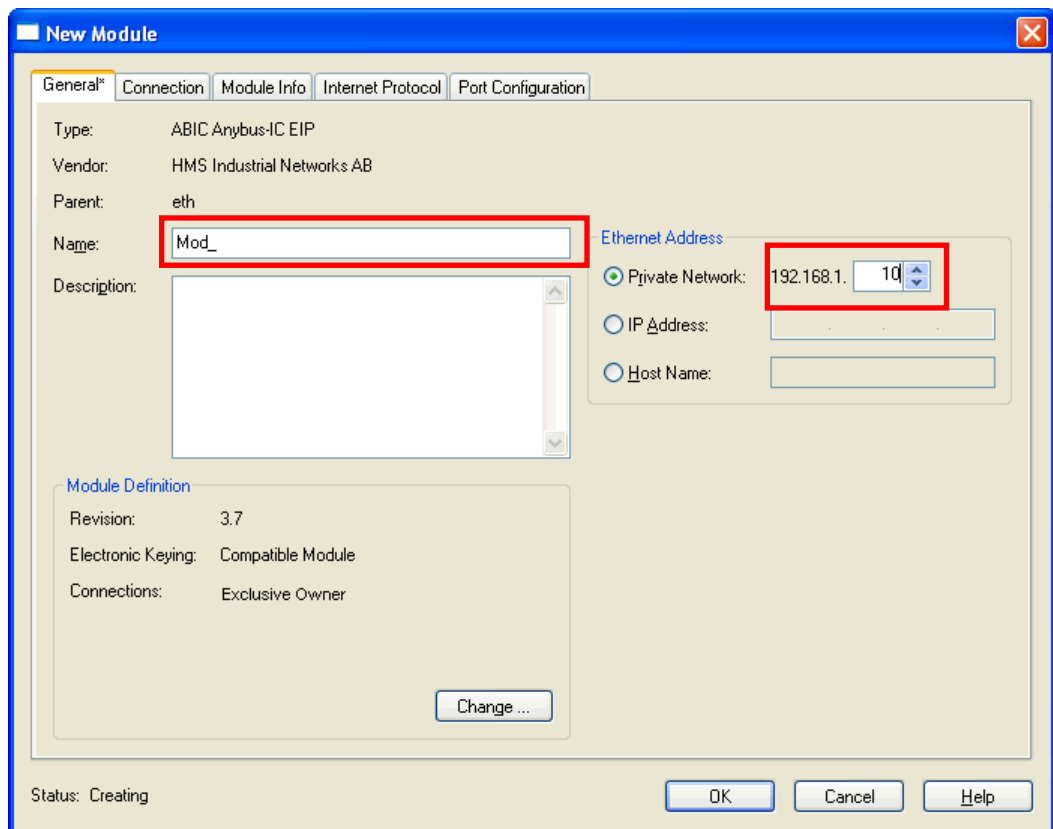 New Module
General* Connection Module Info Internet Protocol Port Configuration
Type: ABIC Anybus-IC EIP
Vendor: HMS Industrial Networks AB
Parent: eth
Name: Mod_
Description:
Ethernet Address
Private Network: 192.168.1. 10
IP Address: . . .
Host Name:
Module Definition
Revision: 3.7
Electronic Keying: Compatible Module
Connections: Exclusive Owner
Change ...
Status: Creating
OK Cancel Help